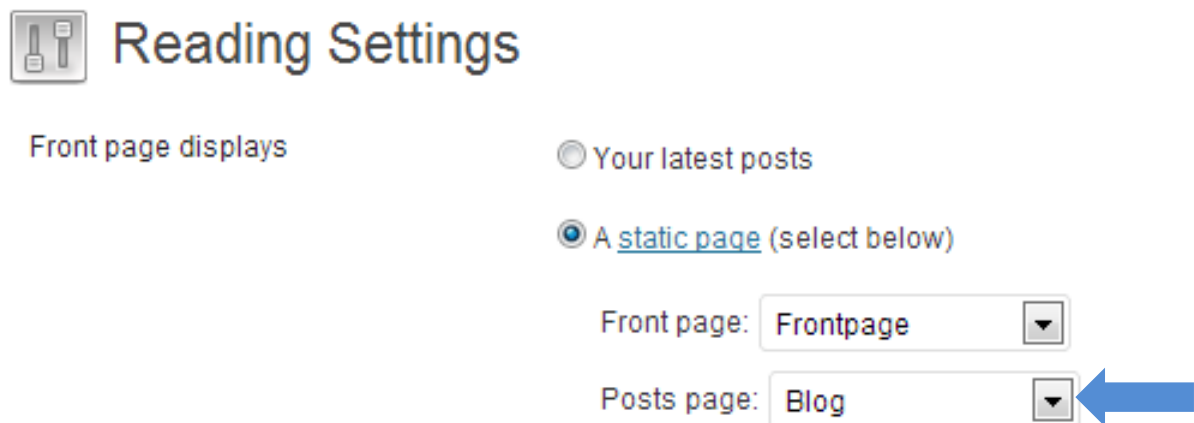 Reading Settings
Front page displays
Your latest posts
A static page (select below)
Front page: Frontpage
Posts page: Blog